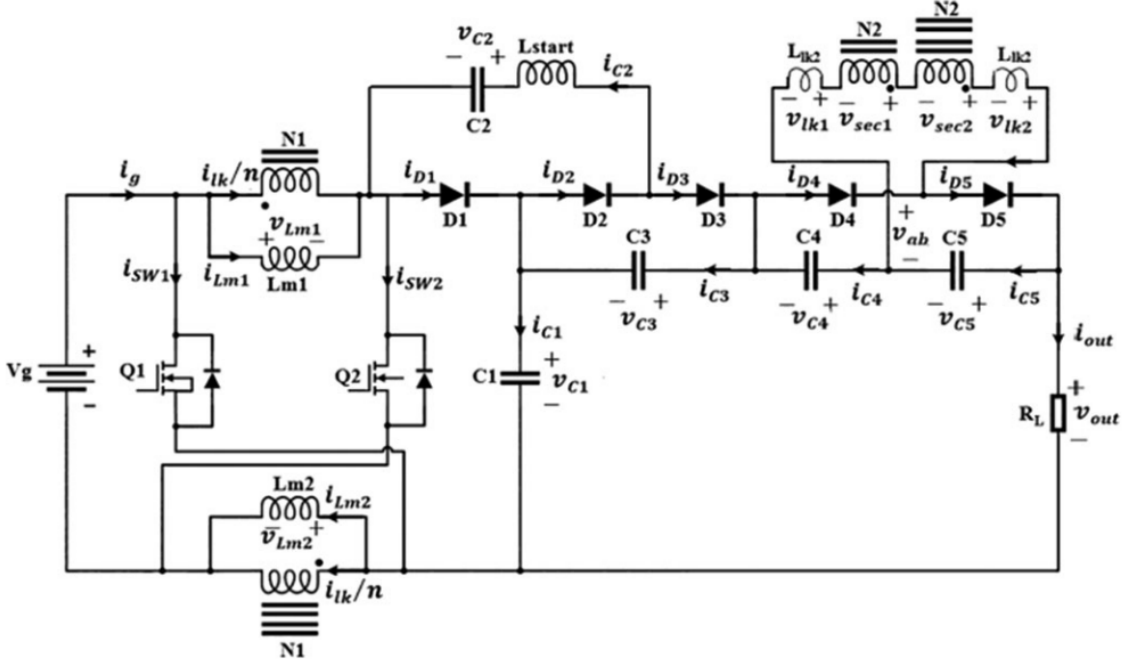 N2
N2
L_lk2
L_lk2
v_C2
− +
Lstart
i_C2
C2
− +
− +
− +
− +
v_lk1
v_sec1
v_sec2
v_lk2
N1
i_g
i_lk/n
i_D1
i_D2
i_D3
i_D4
i_D5
D1
D2
D3
D4
D5
v_Lm1
+ −
i_Lm1
Lm1
i_SW1
i_SW2
C3
C4
C5
+
v_ab
−
i_C3
i_C4
i_C5
− +
v_C3
− +
v_C4
− +
v_C5
i_C1
i_out
Vg
+
−
Q1
Q2
C1
+
v_C1
−
R_L
+
v_out
−
Lm2
i_Lm2
− +
v_Lm2
i_lk/n
N1